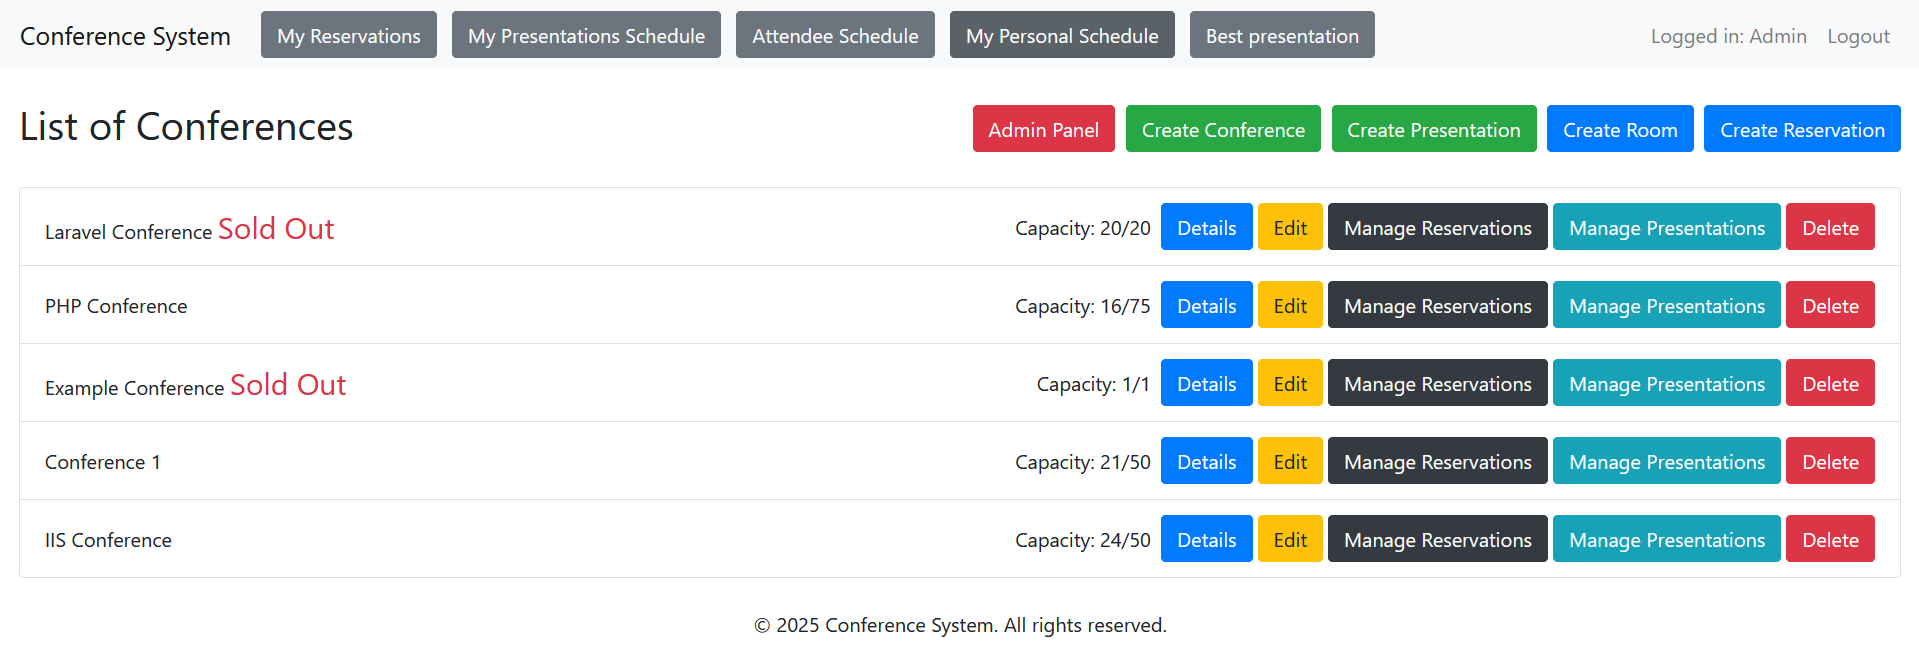 Conference System My Reservations My Presentations Schedule Attendee Schedule My Personal Schedule Best presentation Logged in: Admin Logout
List of Conferences Admin Panel Create Conference Create Presentation Create Room Create Reservation
Laravel Conference Sold Out Capacity: 20/20 Details Edit Manage Reservations Manage Presentations Delete
PHP Conference Capacity: 16/75 Details Edit Manage Reservations Manage Presentations Delete
Example Conference Sold Out Capacity: 1/1 Details Edit Manage Reservations Manage Presentations Delete
Conference 1 Capacity: 21/50 Details Edit Manage Reservations Manage Presentations Delete
IIS Conference Capacity: 24/50 Details Edit Manage Reservations Manage Presentations Delete
© 2025 Conference System. All rights reserved.